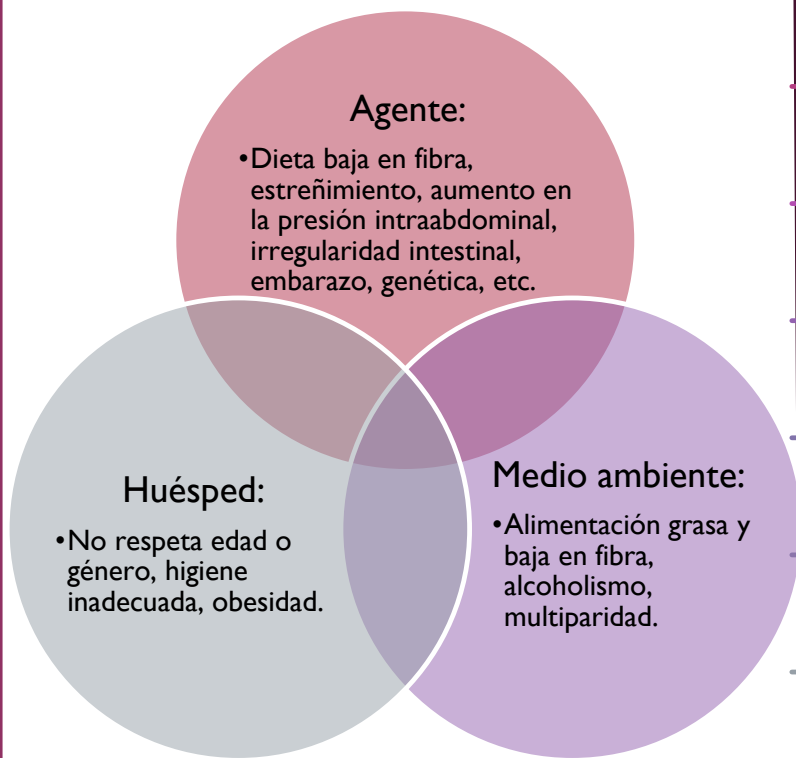 Agente:
•Dieta baja en fibra,
estreñimiento, aumento en
la presión intraabdominal,
irregularidad intestinal,
embarazo, genética, etc.
Huésped:
•No respeta edad o
género, higiene
inadecuada, obesidad.
Medio ambiente:
•Alimentación grasa y
baja en fibra,
alcoholismo,
multiparidad.